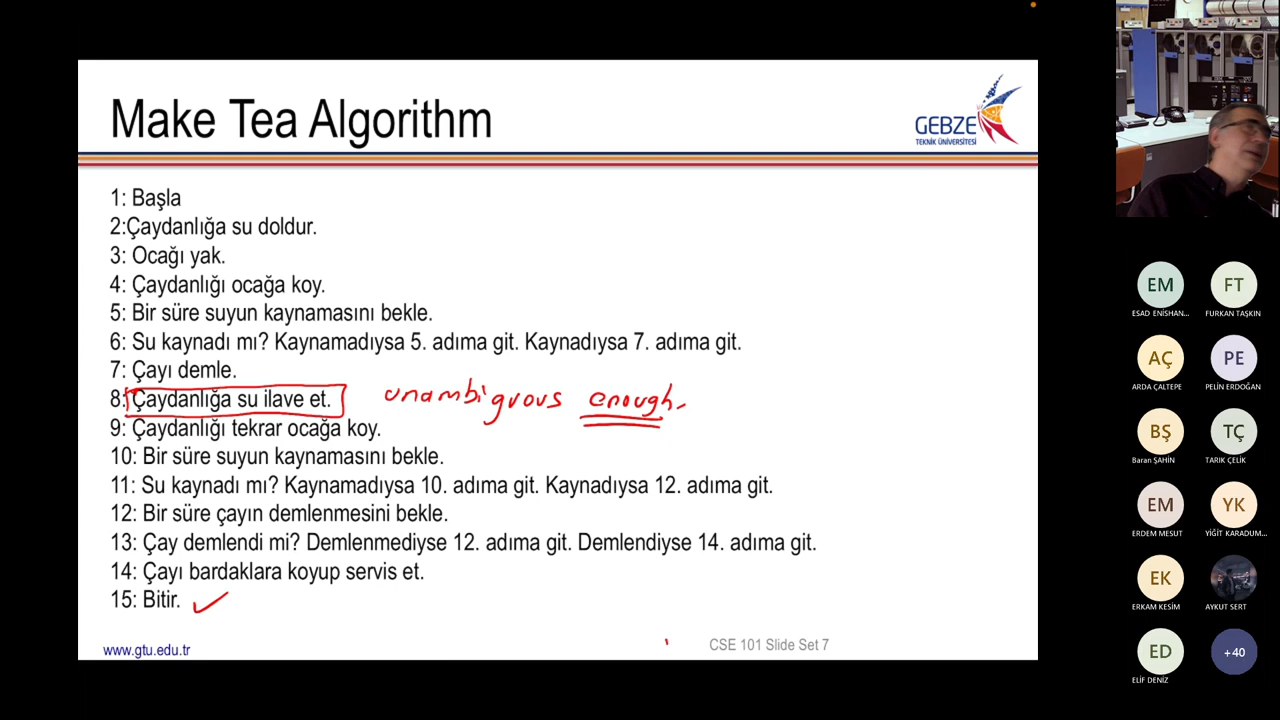 Make Tea Algorithm
GEBZE
TEKNİK ÜNİVERSİTESİ
1: Başla
2:Çaydanlığa su doldur.
3: Ocağı yak.
4: Çaydanlığı ocağa koy.
5: Bir süre suyun kaynamasını bekle.
6: Su kaynadı mı? Kaynamadıysa 5. adıma git. Kaynadıysa 7. adıma git.
7: Çayı demle.
8: Çaydanlığa su ilave et. unambigruous enough.
9: Çaydanlığı tekrar ocağa koy.
10: Bir süre suyun kaynamasını bekle.
11: Su kaynadı mı? Kaynamadıysa 10. adıma git. Kaynadıysa 12. adıma git.
12: Bir süre çayın demlenmesini bekle.
13: Çay demlendi mi? Demlenmediyse 12. adıma git. Demlendiyse 14. adıma git.
14: Çayı bardaklara koyup servis et.
15: Bitir.
www.gtu.edu.tr
CSE 101 Slide Set 7
EM FT
ESAD ENİSHAN... FURKAN TAŞKIN
AÇ PE
ARDA ÇALTEPE PELİN ERDOĞAN
BŞ TÇ
Baran ŞAHİN TARIK ÇELİK
EM YK
ERDEM MESUT YİĞİT KARADUM...
EK
ERKAM KESİM AYKUT SERT
ED +40
ELİF DENİZ